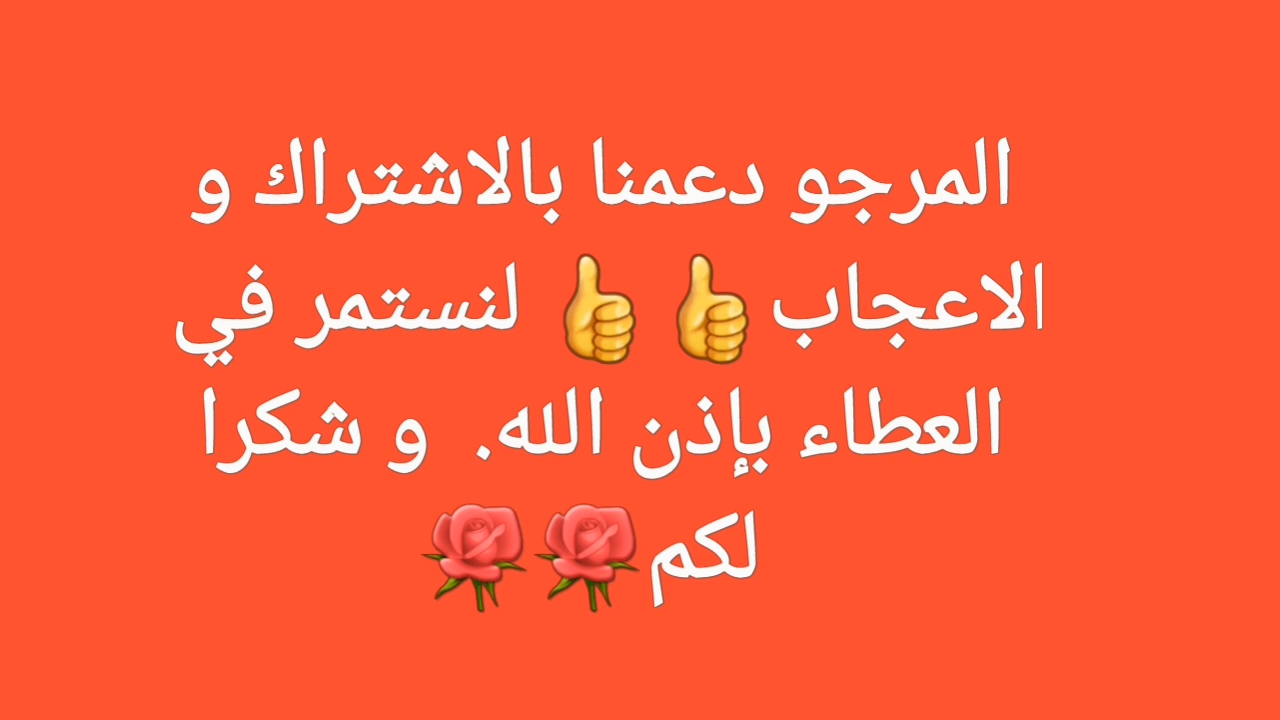 المرجو دعمنا بالاشتراك و
الاعجاب👍👍 لنستمر في
العطاء بإذن الله. و شكرا
لكم🌹🌹